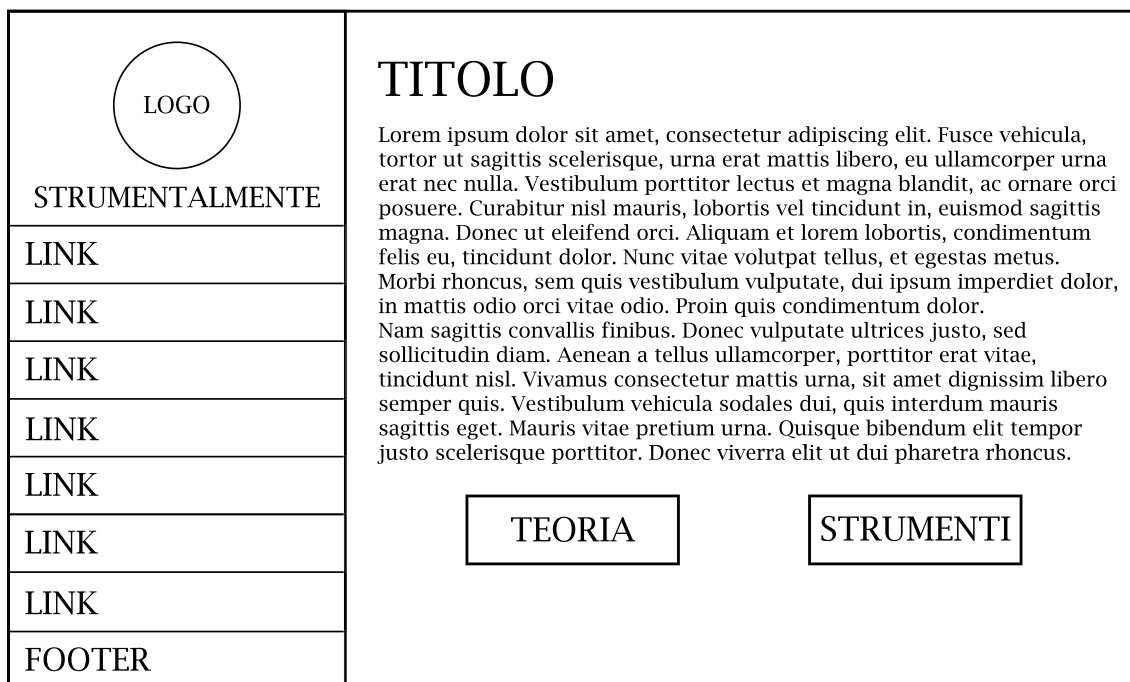 LOGO
STRUMENTALMENTE
LINK
LINK
LINK
LINK
LINK
LINK
LINK
FOOTER
TITOLO
Lorem ipsum dolor sit amet, consectetur adipiscing elit. Fusce vehicula,
tortor ut sagittis scelerisque, urna erat mattis libero, eu ullamcorper urna
erat nec nulla. Vestibulum porttitor lectus et magna blandit, ac ornare orci
posuere. Curabitur nisl mauris, lobortis vel tincidunt in, euismod sagittis
magna. Donec ut eleifend orci. Aliquam et lorem lobortis, condimentum
felis eu, tincidunt dolor. Nunc vitae volutpat tellus, et egestas metus.
Morbi rhoncus, sem quis vestibulum vulputate, dui ipsum imperdiet dolor,
in mattis odio orci vitae odio. Proin quis condimentum dolor.
Nam sagittis convallis finibus. Donec vulputate ultrices justo, sed
sollicitudin diam. Aenean a tellus ullamcorper, porttitor erat vitae,
tincidunt nisl. Vivamus consectetur mattis urna, sit amet dignissim libero
semper quis. Vestibulum vehicula sodales dui, quis interdum mauris
sagittis eget. Mauris vitae pretium urna. Quisque bibendum elit tempor
justo scelerisque porttitor. Donec viverra elit ut dui pharetra rhoncus.
TEORIA
STRUMENTI